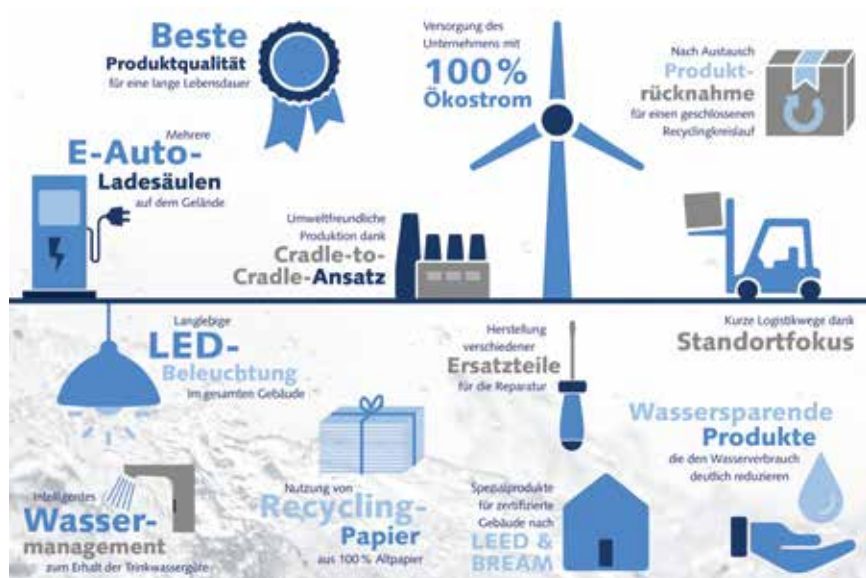 Beste
Produktqualität
für eine lange Lebensdauer
Versorgung des
Unternehmens mit
100 %
Ökostrom
Nach Austausch
Produkt-
rücknahme
für einen geschlossenen
Recyclingkreislauf
Mehrere
E-Auto-
Ladesäulen
auf dem Gelände
Umweltfreundliche
Produktion dank
Cradle-to-
Cradle-Ansatz
Langlebige
LED-
Beleuchtung
im gesamten Gebäude
Herstellung
verschiedener
Ersatzteile
für die Reparatur
Kurze Logistikwege dank
Standortfokus
Wassersparende
Produkte
die den Wasserverbrauch
deutlich reduzieren
Intelligentes
Wasser-
management
zum Erhalt der Trinkwassergüte
Nutzung von
Recycling-
Papier
aus 100 % Altpapier
Spezialprodukte
für zertifizierte
Gebäude nach
LEED &
BREAM